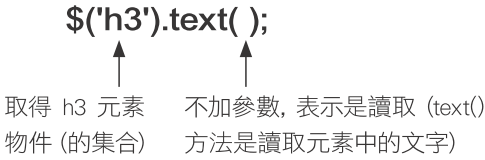 $('h3').text( );
取得 h3 元素
物件 (的集合)
不加參數, 表示是讀取 (text()
方法是讀取元素中的文字)